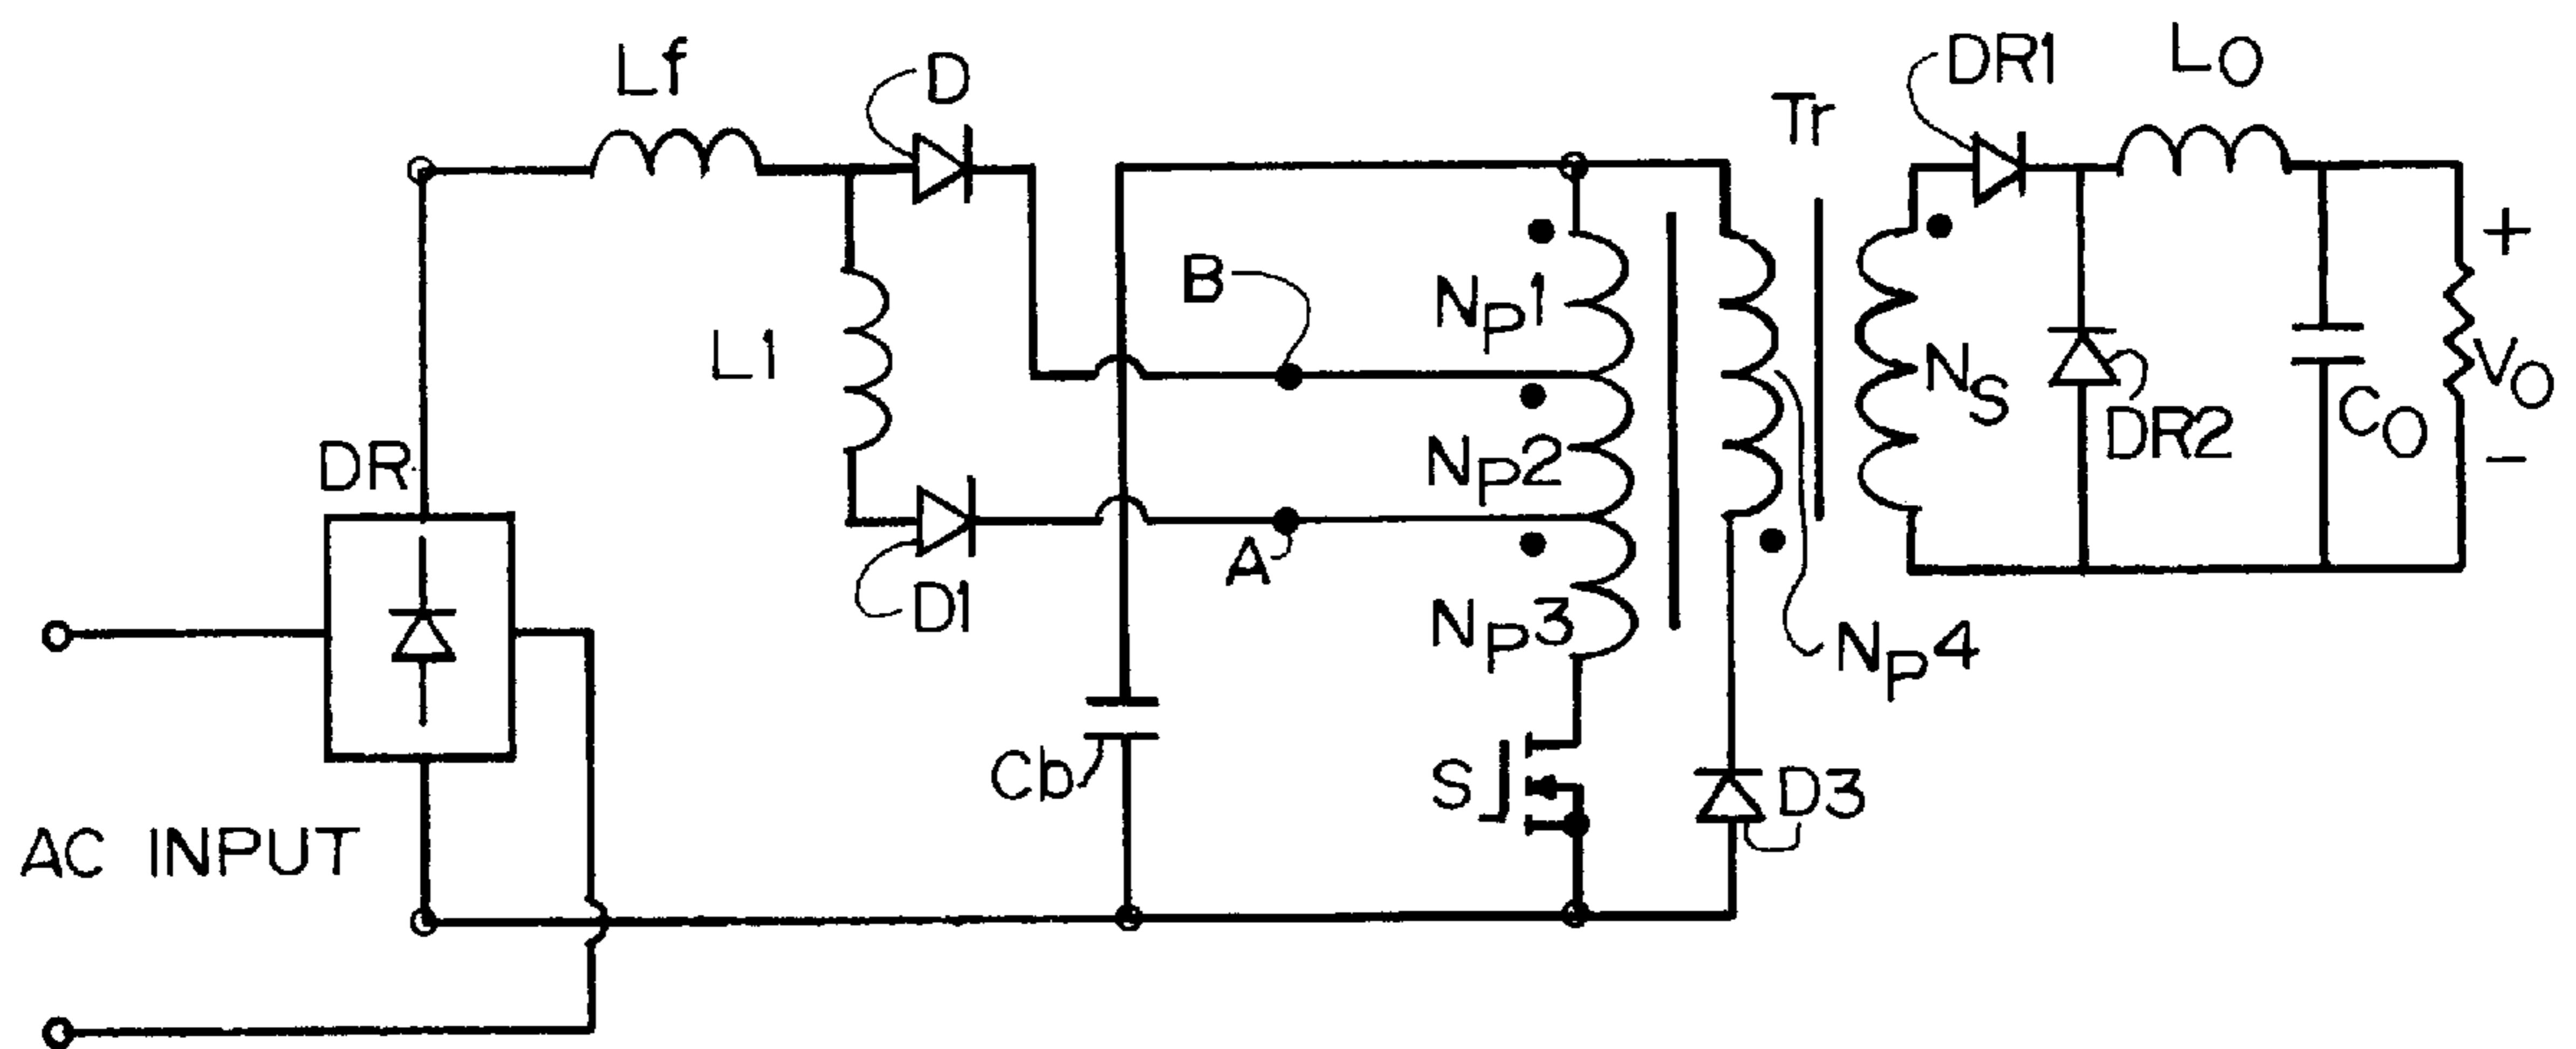 Lf
D
DR1
LO
Tr
+
B
NP1
L1
NS
VO
DR2
CO
NP2
DR
-
A
D1
NP3
NP4
Cb
S
D3
AC INPUT